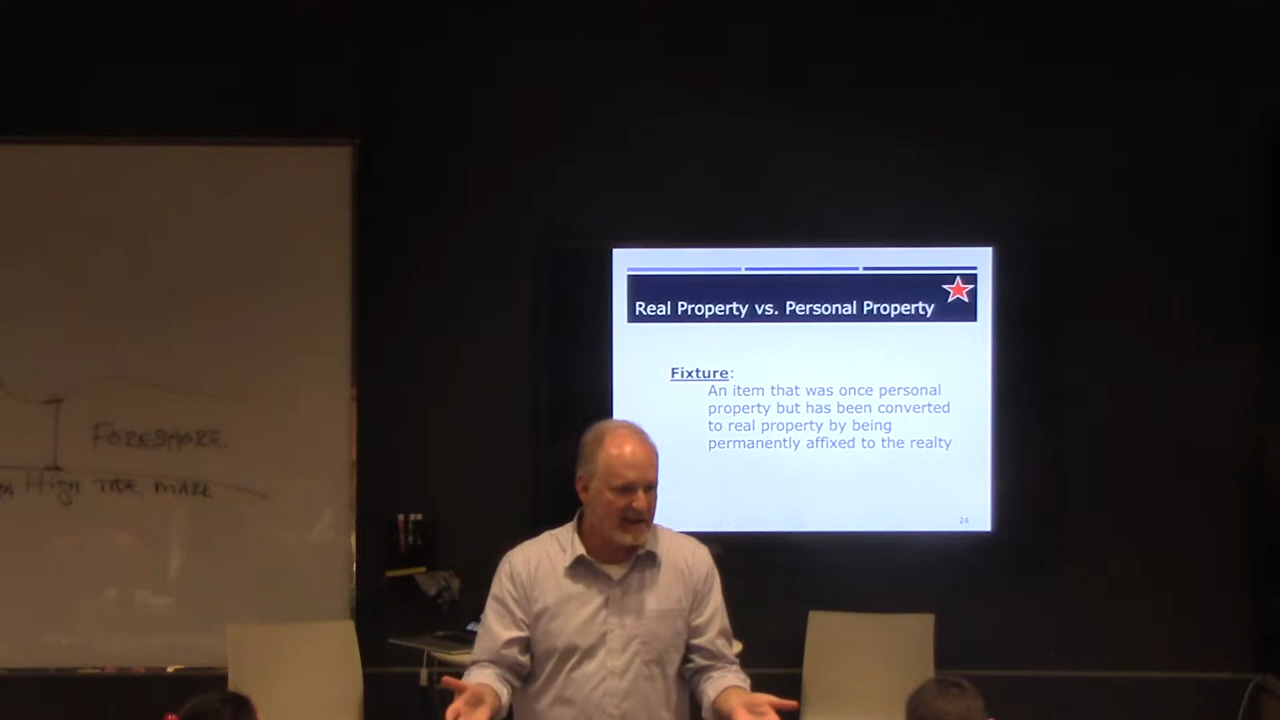 Real Property vs. Personal Property
Fixture:
An item that was once personal
property but has been converted
to real property by being
permanently affixed to the realty
24
FORESHORE
High TIDE MARK